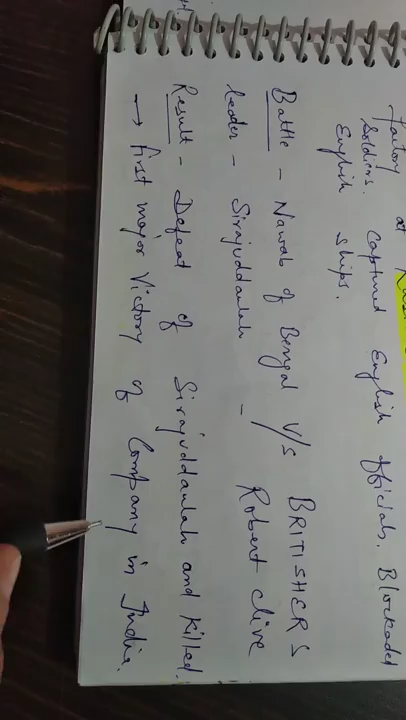 factory at
Soldiers. Captured English officials. Blockaded
English ships.
Battle - Nawab of Bengal V/s BRITISHERS
leader - Sirajuddaulah - Robert clive
Result - Defeat of Sirajuddaulah and killed.
→ first major Victory of Company in India.